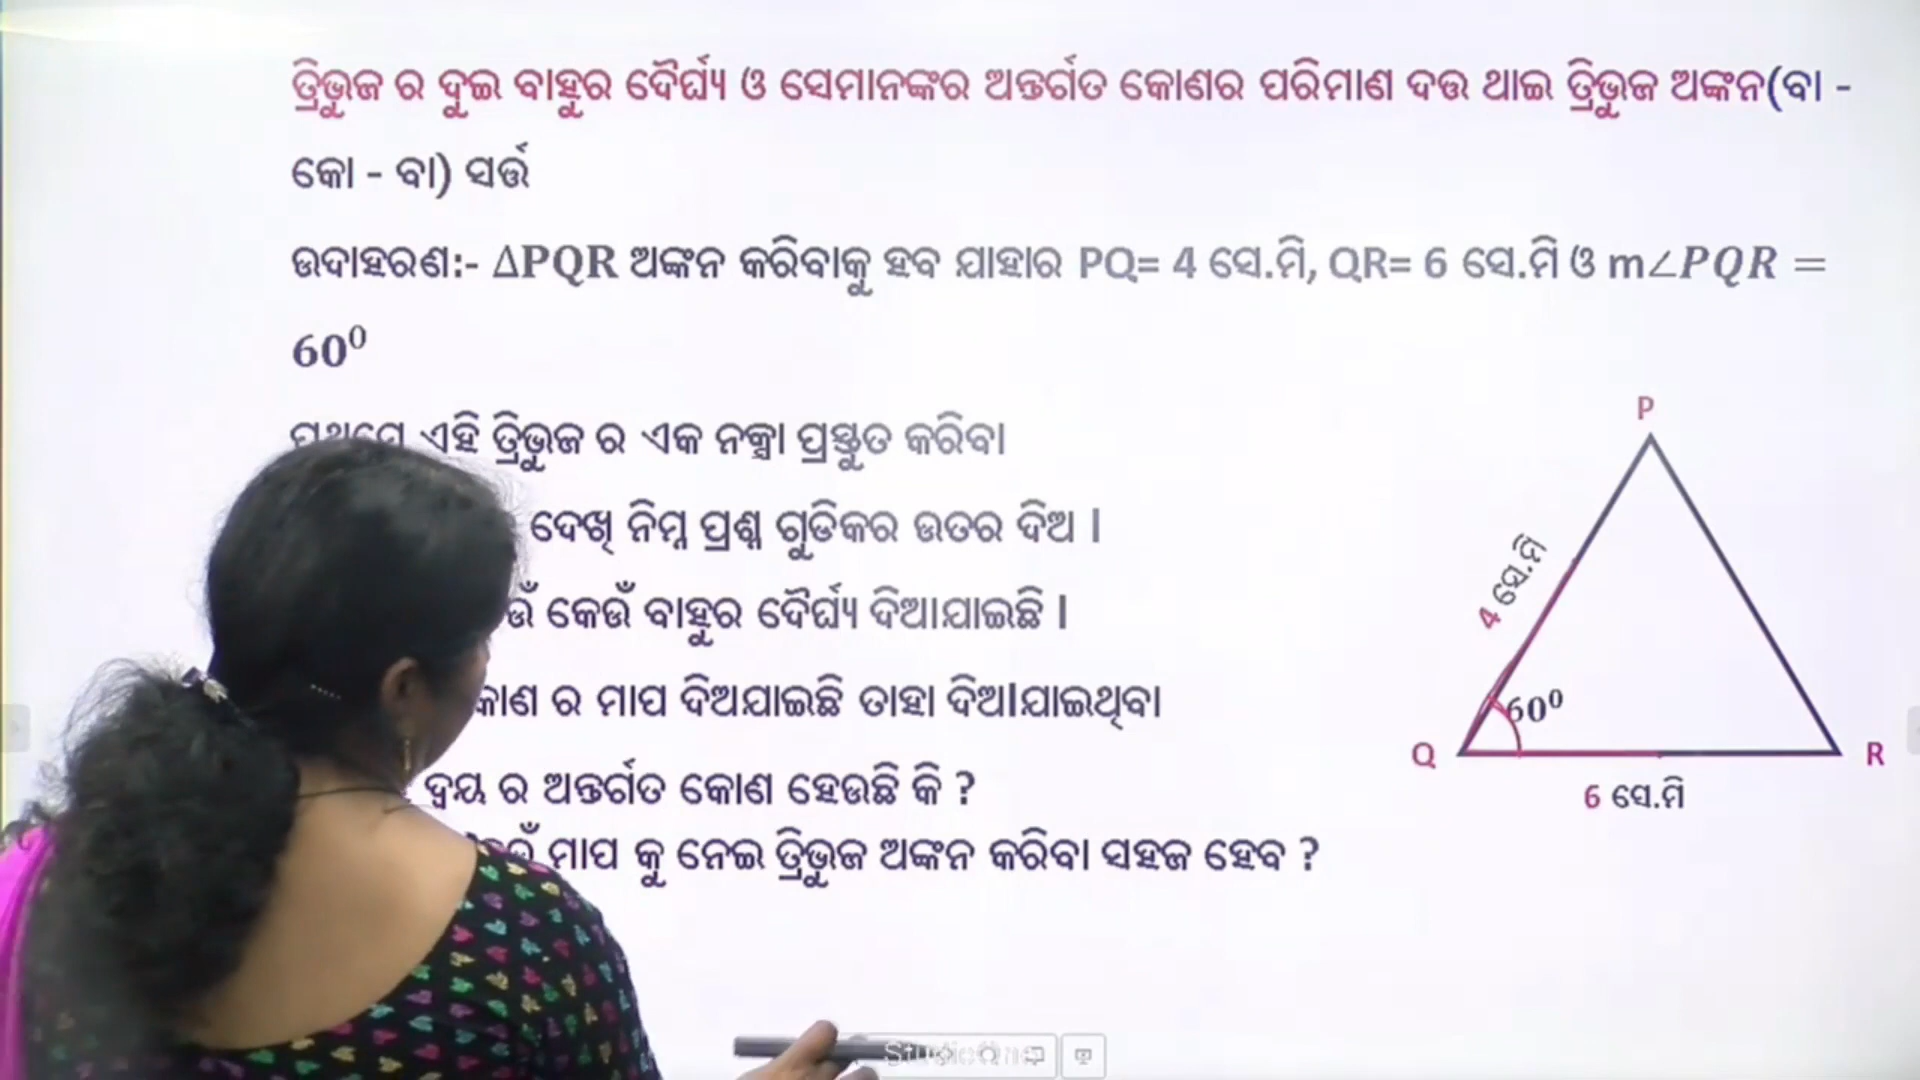 ତ୍ରିଭୁଜ ର ଦୁଇ ବାହୁର ଦୈର୍ଘ୍ୟ ଓ ସେମାନଙ୍କର ଅନ୍ତର୍ଗତ କୋଣର ପରିମାଣ ଦତ୍ତ ଥାଇ ତ୍ରିଭୁଜ ଅଙ୍କନ(ବା -
କୋ - ବା) ସର୍ତ୍ତ
ଉଦାହରଣ:- ΔPQR ଅଙ୍କନ କରିବାକୁ ହବ ଯାହାର PQ= 4 ସେ.ମି, QR= 6 ସେ.ମି ଓ m∠PQR =
60⁰
ଏହି ତ୍ରିଭୁଜ ର ଏକ ନକ୍ସା ପ୍ରସ୍ତୁତ କରିବା
ଦେଖି ନିମ୍ନ ପ୍ରଶ୍ନ ଗୁଡିକର ଉତର ଦିଅ ।
କେଉଁ ବାହୁର ଦୈର୍ଘ୍ୟ ଦିଆଯାଇଛି ।
ର ମାପ ଦିଅଯାଇଛି ତାହା ଦିଆଯାଇଥିବା
ଦ୍ୱୟ ର ଅନ୍ତର୍ଗତ କୋଣ ହେଉଛି କି ?
ମାପ କୁ ନେଇ ତ୍ରିଭୁଜ ଅଙ୍କନ କରିବା ସହଜ ହେବ ?
P
4 ସେ.ମି
60⁰
Q
R
6 ସେ.ମି